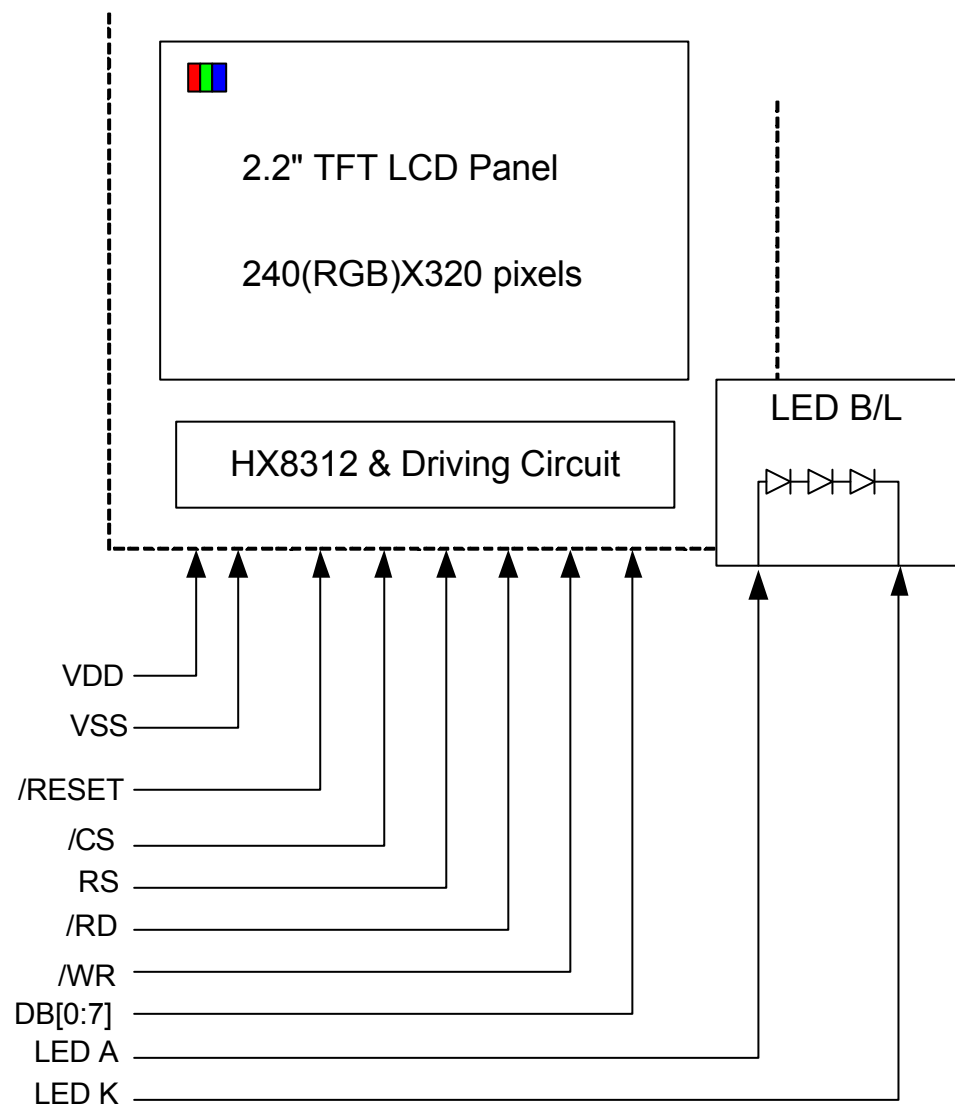 2.2" TFT LCD Panel
240(RGB)X320 pixels
LED B/L
HX8312 & Driving Circuit
VDD
VSS
/RESET
/CS
RS
/RD
/WR
DB[0:7]
LED A
LED K